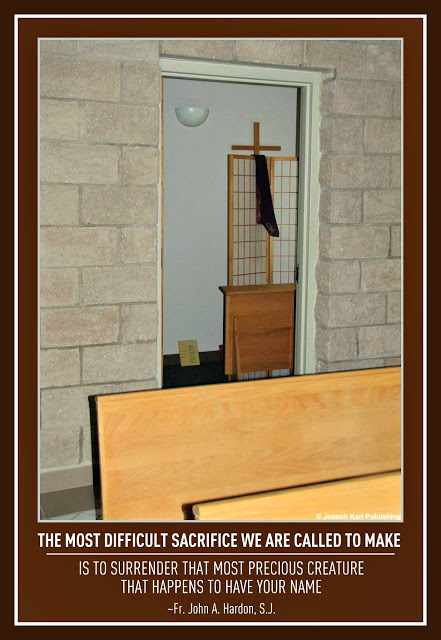 © Joseph Karl Publishing
THE MOST DIFFICULT SACRIFICE WE ARE CALLED TO MAKE
IS TO SURRENDER THAT MOST PRECIOUS CREATURE
THAT HAPPENS TO HAVE YOUR NAME
~Fr. John A. Hardon, S.J.